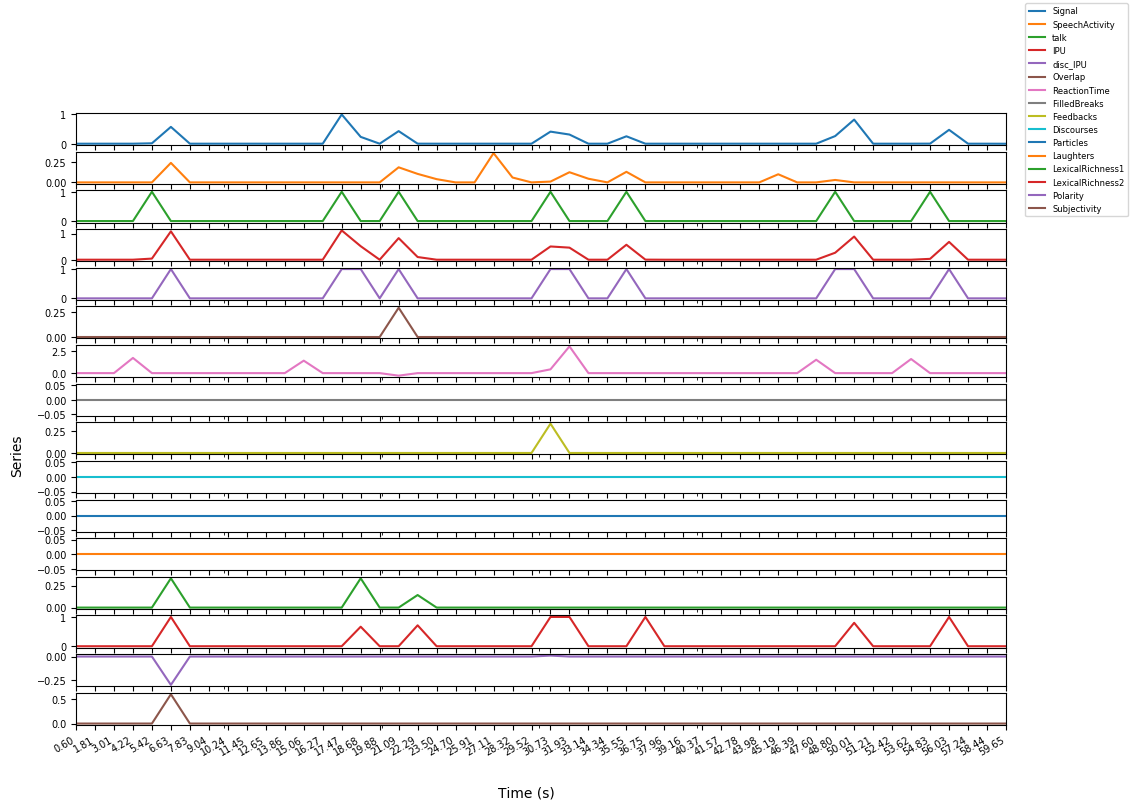 Signal
SpeechActivity
talk
IPU
disc_IPU
Overlap
ReactionTime
FilledBreaks
Feedbacks
Discourses
Particles
Laughters
LexicalRichness1
LexicalRichness2
Polarity
Subjectivity
1
0
0.25
0.00
1
0
1
0
1
0
0.25
0.00
2.5
0.0
0.05
0.00
−0.05
0.25
0.00
0.05
0.00
−0.05
0.05
0.00
−0.05
0.05
0.00
−0.05
0.25
0.00
1
0
0.00
−0.25
0.5
0.0
Series
0.60 1.81 3.01 4.22 5.42 6.63 7.83 9.04 10.24 11.45 12.65 13.86 15.06 16.27 17.47 18.68 19.88 21.09 22.29 23.50 24.70 25.91 27.11 28.32 29.52 30.73 31.93 33.14 34.34 35.55 36.75 37.96 39.16 40.37 41.57 42.78 43.98 45.19 46.39 47.60 48.80 50.01 51.21 52.42 53.62 54.83 56.03 57.24 58.44 59.65
Time (s)